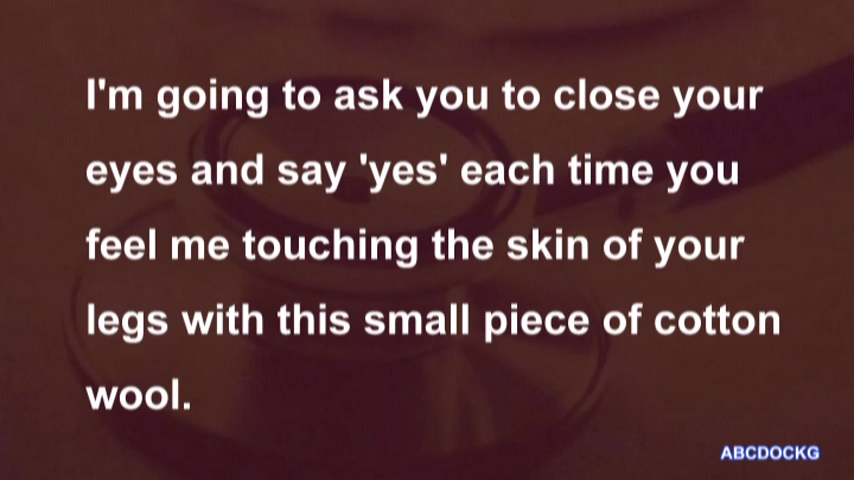 I'm going to ask you to close your
eyes and say 'yes' each time you
feel me touching the skin of your
legs with this small piece of cotton
wool.
ABCDOCKG